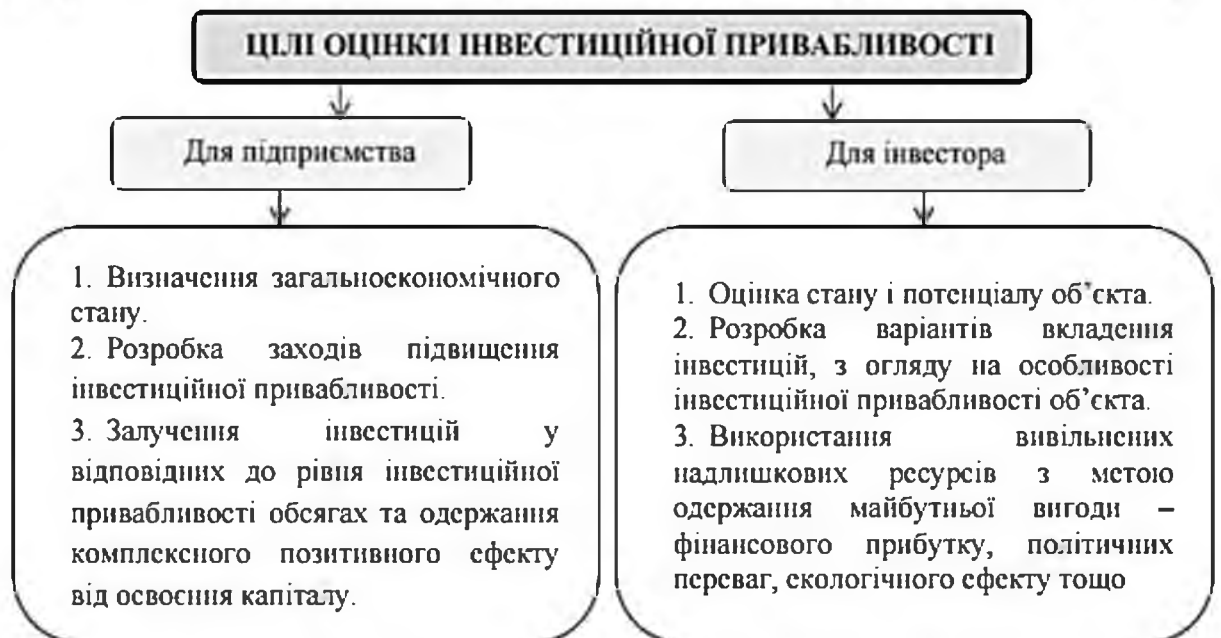 ЦІЛІ ОЦІНКИ ІНВЕСТИЦІЙНОЇ ПРИВАБЛИВОСТІ
Для підприємства
1. Визначення загальноекономічного
стану.
2. Розробка заходів підвищення
інвестиційної привабливості.
3. Залучення інвестицій у
відповідних до рівня інвестиційної
привабливості обсягах та одержання
комплексного позитивного ефекту
від освоєння капіталу.
Для інвестора
1. Оцінка стану і потенціалу об’єкта.
2. Розробка варіантів вкладення
інвестицій, з огляду на особливості
інвестиційної привабливості об’єкта.
3. Використання вивільнених
надлишкових ресурсів з метою
одержання майбутньої вигоди –
фінансового прибутку, політичних
переваг, екологічного ефекту тощо